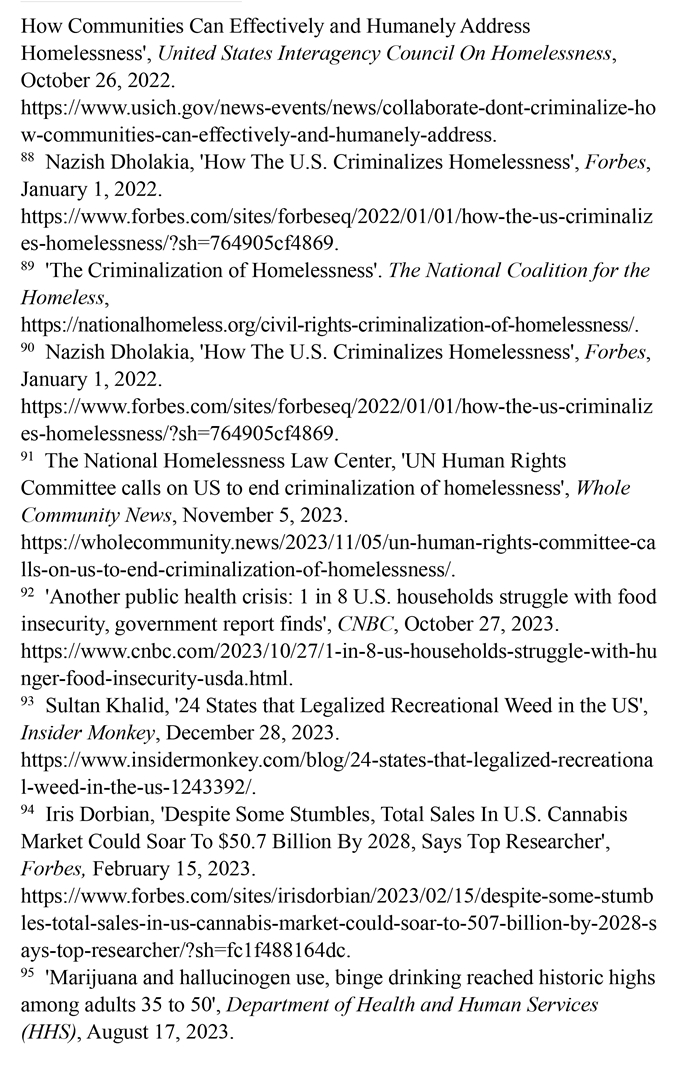 How Communities Can Effectively and Humanely Address
Homelessness', United States Interagency Council On Homelessness,
October 26, 2022.
https://www.usich.gov/news-events/news/collaborate-dont-criminalize-ho
w-communities-can-effectively-and-humanely-address.
88 Nazish Dholakia, 'How The U.S. Criminalizes Homelessness', Forbes,
January 1, 2022.
https://www.forbes.com/sites/forbeseq/2022/01/01/how-the-us-criminaliz
es-homelessness/?sh=764905cf4869.
89 'The Criminalization of Homelessness'. The National Coalition for the
Homeless,
https://nationalhomeless.org/civil-rights-criminalization-of-homelessness/.
90 Nazish Dholakia, 'How The U.S. Criminalizes Homelessness', Forbes,
January 1, 2022.
https://www.forbes.com/sites/forbeseq/2022/01/01/how-the-us-criminaliz
es-homelessness/?sh=764905cf4869.
91 The National Homelessness Law Center, 'UN Human Rights
Committee calls on US to end criminalization of homelessness', Whole
Community News, November 5, 2023.
https://wholecommunity.news/2023/11/05/un-human-rights-committee-ca
lls-on-us-to-end-criminalization-of-homelessness/.
92 'Another public health crisis: 1 in 8 U.S. households struggle with food
insecurity, government report finds', CNBC, October 27, 2023.
https://www.cnbc.com/2023/10/27/1-in-8-us-households-struggle-with-hu
nger-food-insecurity-usda.html.
93 Sultan Khalid, '24 States that Legalized Recreational Weed in the US',
Insider Monkey, December 28, 2023.
https://www.insidermonkey.com/blog/24-states-that-legalized-recreationa
l-weed-in-the-us-1243392/.
94 Iris Dorbian, 'Despite Some Stumbles, Total Sales In U.S. Cannabis
Market Could Soar To $50.7 Billion By 2028, Says Top Researcher',
Forbes, February 15, 2023.
https://www.forbes.com/sites/irisdorbian/2023/02/15/despite-some-stumb
les-total-sales-in-us-cannabis-market-could-soar-to-507-billion-by-2028-s
ays-top-researcher/?sh=fc1f488164dc.
95 'Marijuana and hallucinogen use, binge drinking reached historic highs
among adults 35 to 50', Department of Health and Human Services
(HHS), August 17, 2023.